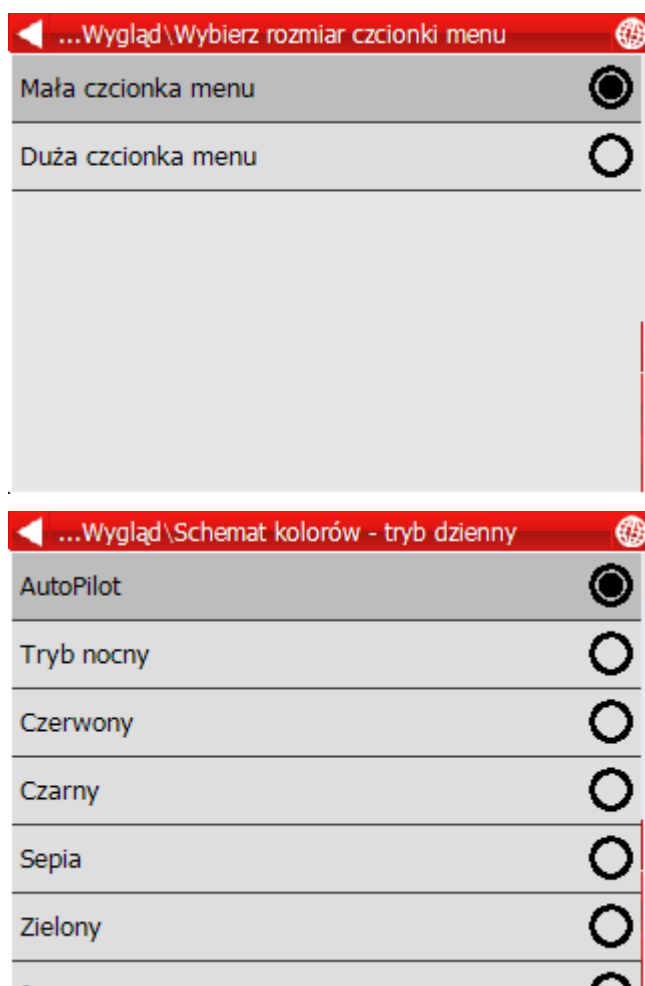 ...Wygląd\Wybierz rozmiar czcionki menu
Mała czcionka menu
Duża czcionka menu
...Wygląd\Schemat kolorów - tryb dzienny
AutoPilot
Tryb nocny
Czerwony
Czarny
Sepia
Zielony